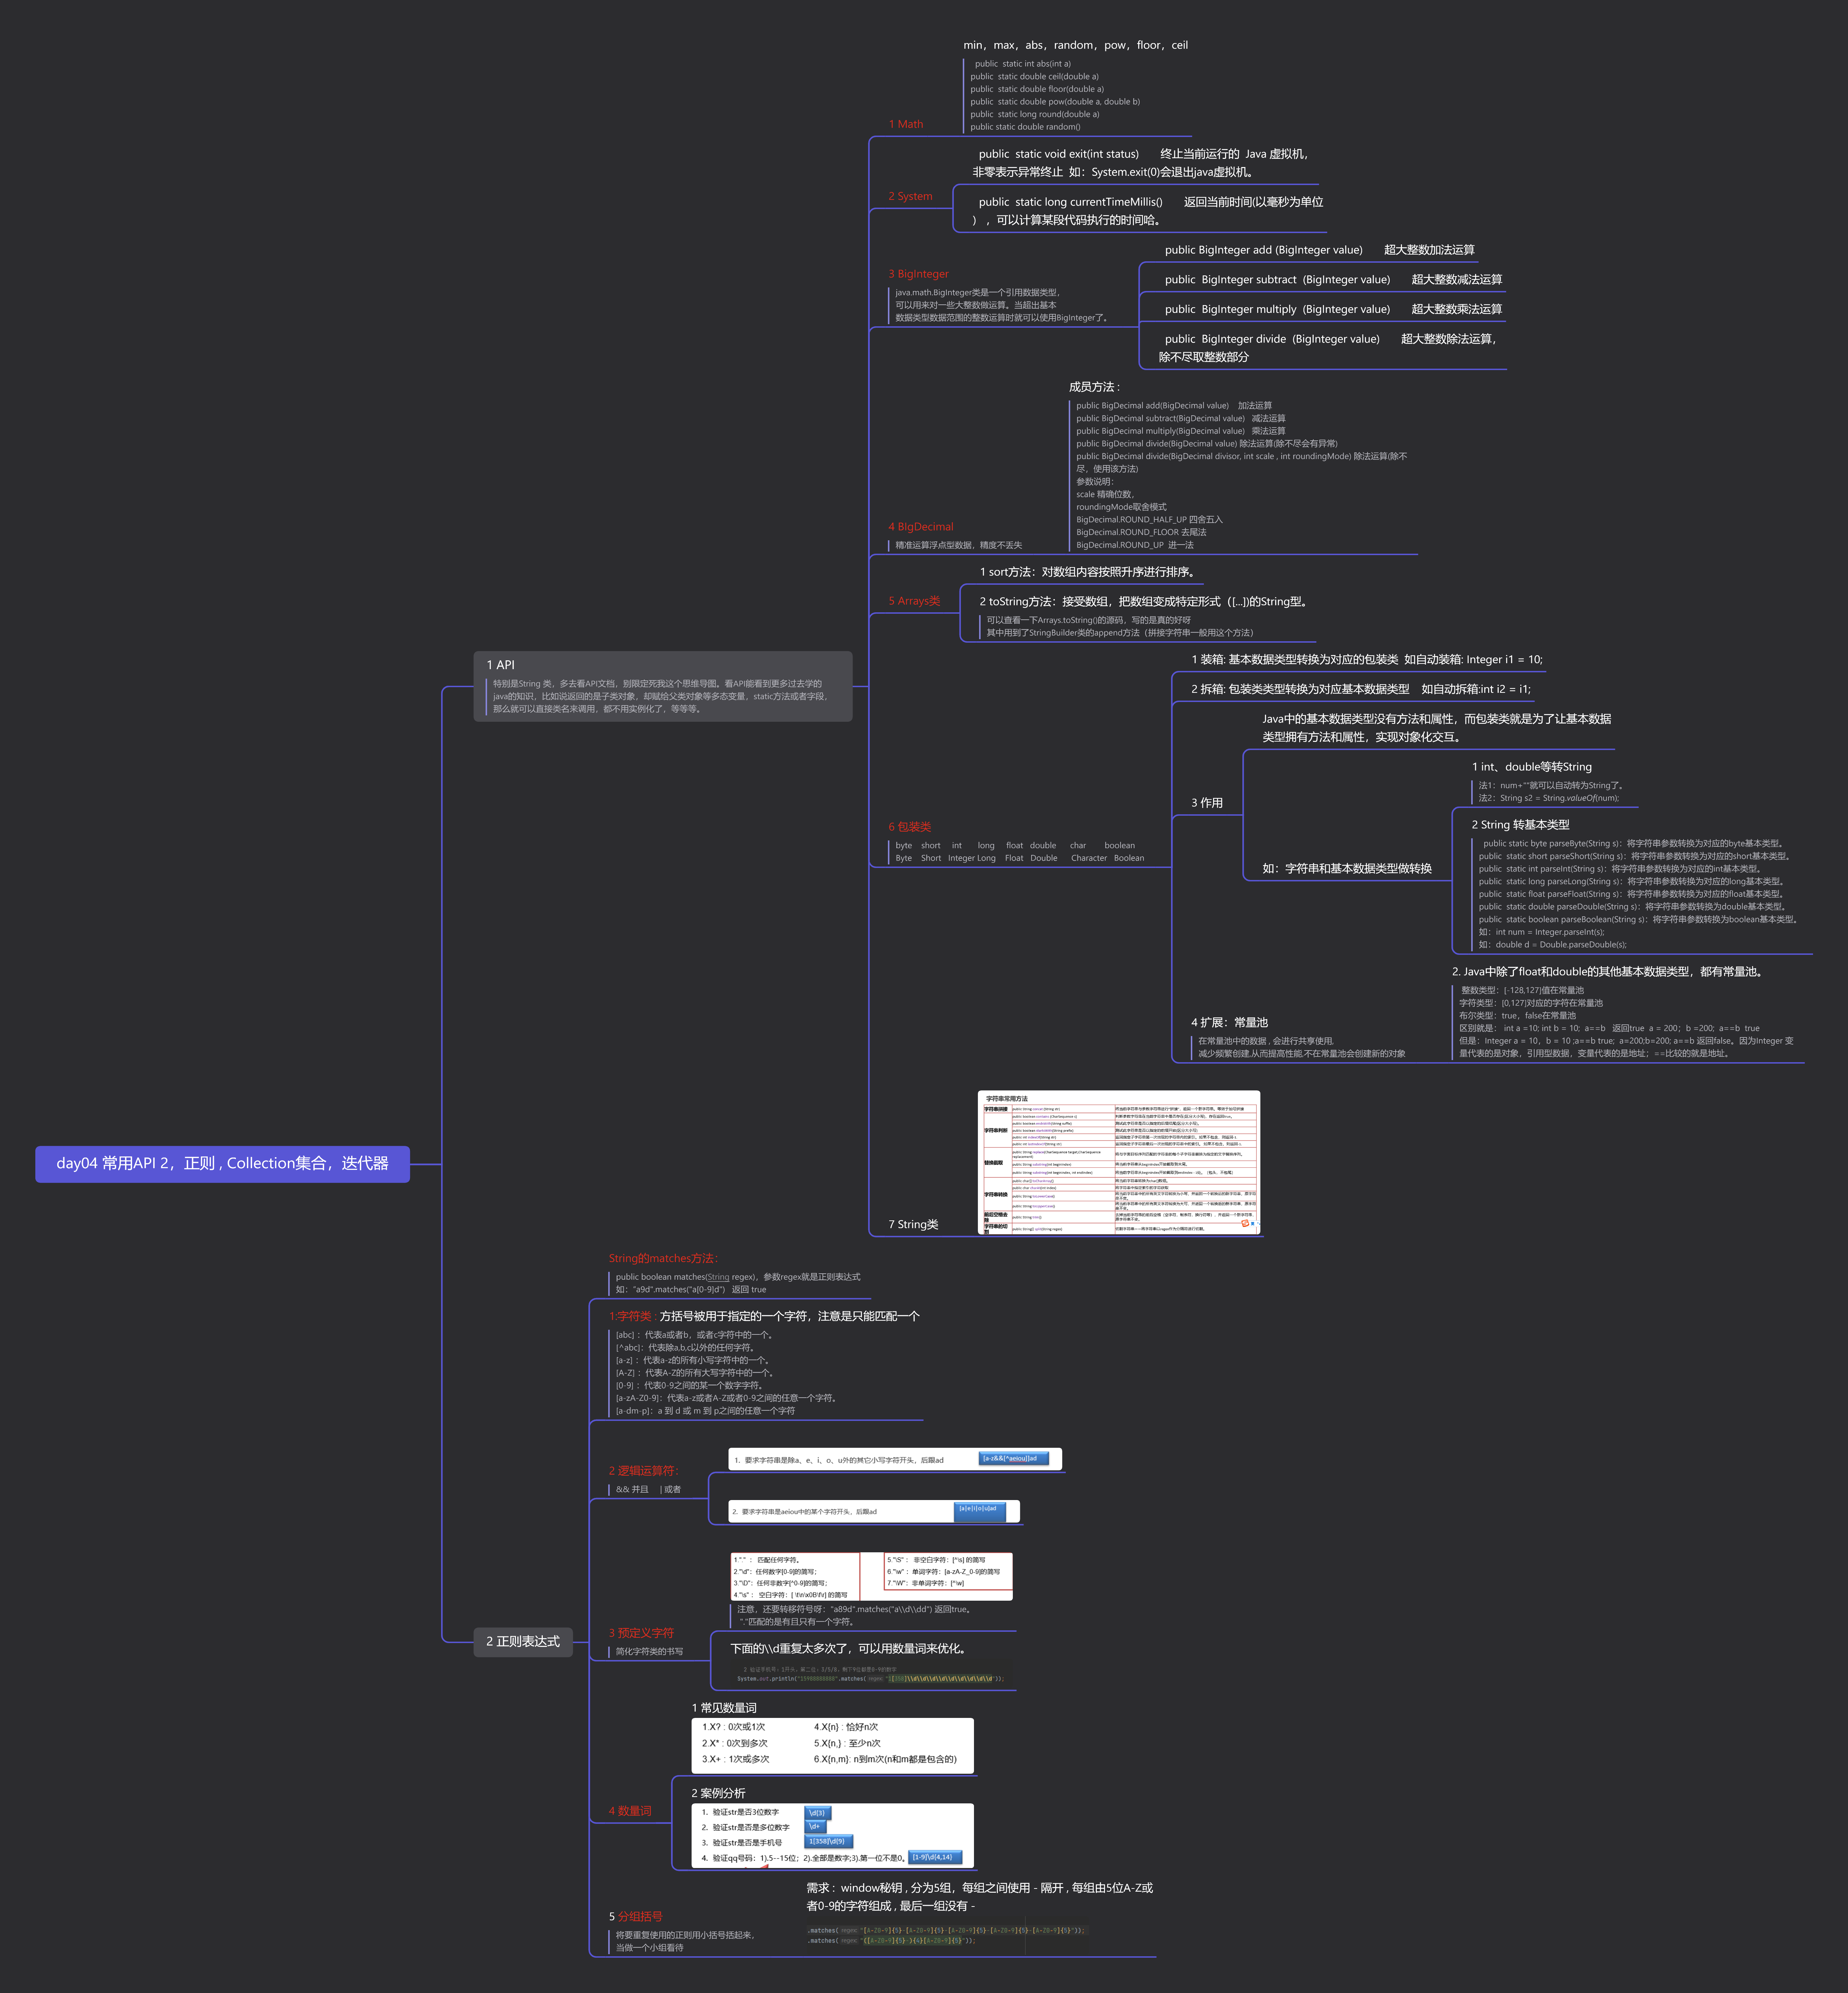 day04 常用API 2，正则 , Collection集合，迭代器
1 API
特别是String 类，多去看API文档，别限定死我这个思维导图。看API能看到更多过去学的
java的知识，比如说返回的是子类对象，却赋给父类对象等多态变量，static方法或者字段，
那么就可以直接类名来调用，都不用实例化了，等等等。
1 Math
min，max，abs，random，pow，floor，ceil
public static int abs(int a)
public static double ceil(double a)
public static double floor(double a)
public static double pow(double a, double b)
public static long round(double a)
public static double random()
2 System
public static void exit(int status) 终止当前运行的 Java 虚拟机，
非零表示异常终止 如：System.exit(0)会退出java虚拟机。
public static long currentTimeMillis() 返回当前时间(以毫秒为单位
) ，可以计算某段代码执行的时间哈。
3 BigInteger
java.math.BigInteger类是一个引用数据类型，
可以用来对一些大整数做运算。当超出基本
数据类型数据范围的整数运算时就可以使用BigInteger了。
public BigInteger add (BigInteger value) 超大整数加法运算
public BigInteger subtract (BigInteger value) 超大整数减法运算
public BigInteger multiply (BigInteger value) 超大整数乘法运算
public BigInteger divide (BigInteger value) 超大整数除法运算，
除不尽取整数部分
4 BIgDecimal
精准运算浮点型数据，精度不丢失
成员方法 :
public BigDecimal add(BigDecimal value) 加法运算
public BigDecimal subtract(BigDecimal value) 减法运算
public BigDecimal multiply(BigDecimal value) 乘法运算
public BigDecimal divide(BigDecimal value) 除法运算(除不尽会有异常)
public BigDecimal divide(BigDecimal divisor, int scale , int roundingMode) 除法运算(除不
尽，使用该方法)
参数说明：
scale 精确位数，
roundingMode取舍模式
BigDecimal.ROUND_HALF_UP 四舍五入
BigDecimal.ROUND_FLOOR 去尾法
BigDecimal.ROUND_UP 进一法
5 Arrays类
1 sort方法：对数组内容按照升序进行排序。
2 toString方法：接受数组，把数组变成特定形式（[...])的String型。
可以查看一下Arrays.toString()的源码，写的是真的好呀
其中用到了StringBuilder类的append方法（拼接字符串一般用这个方法）
6 包装类
byte short int long float double char boolean
Byte Short Integer Long Float Double Character Boolean
1 装箱: 基本数据类型转换为对应的包装类 如自动装箱: Integer i1 = 10;
2 拆箱: 包装类类型转换为对应基本数据类型 如自动拆箱:int i2 = i1;
3 作用
Java中的基本数据类型没有方法和属性，而包装类就是为了让基本数据
类型拥有方法和属性，实现对象化交互。
如：字符串和基本数据类型做转换
1 int、double等转String
法1：num+""就可以自动转为String了。
法2：String s2 = String.valueOf(num);
2 String 转基本类型
public static byte parseByte(String s)：将字符串参数转换为对应的byte基本类型。
public static short parseShort(String s)：将字符串参数转换为对应的short基本类型。
public static int parseInt(String s)：将字符串参数转换为对应的int基本类型。
public static long parseLong(String s)：将字符串参数转换为对应的long基本类型。
public static float parseFloat(String s)：将字符串参数转换为对应的float基本类型。
public static double parseDouble(String s)：将字符串参数转换为double基本类型。
public static boolean parseBoolean(String s)：将字符串参数转换为boolean基本类型。
如：int num = Integer.parseInt(s);
如：double d = Double.parseDouble(s);
4 扩展：常量池
在常量池中的数据 , 会进行共享使用,
减少频繁创建,从而提高性能,不在常量池会创建新的对象
2. Java中除了float和double的其他基本数据类型，都有常量池。
整数类型：[-128,127]值在常量池
字符类型：[0,127]对应的字符在常量池
布尔类型：true，false在常量池
区别就是： int a =10; int b = 10; a==b 返回true a = 200；b =200; a==b true
但是：Integer a = 10，b = 10 ;a==b true; a=200;b=200; a==b 返回false。因为Integer 变
量代表的是对象，引用型数据，变量代表的是地址；==比较的就是地址。
7 String类
字符串常用方法
字符串拼接
字符串判断
替换截取
字符串转换
2 正则表达式
String的matches方法：
public boolean matches(String regex)，参数regex就是正则表达式
如："a9d".matches("a[0-9]d") 返回 true
1:字符类 : 方括号被用于指定的一个字符，注意是只能匹配一个
[abc] ：代表a或者b，或者c字符中的一个。
[^abc]：代表除a,b,c以外的任何字符。
[a-z] ：代表a-z的所有小写字符中的一个。
[A-Z] ：代表A-Z的所有大写字符中的一个。
[0-9] ：代表0-9之间的某一个数字字符。
[a-zA-Z0-9]：代表a-z或者A-Z或者0-9之间的任意一个字符。
[a-dm-p]：a 到 d 或 m 到 p之间的任意一个字符
2 逻辑运算符：
&& 并且 | 或者
1. 要求字符串是除a、e、i、o、u外的其它小写字符开头，后跟ad
[a-z&&[^aeiou]]ad
2. 要求字符串是aeiou中的某个字符开头，后跟ad
[a|e|i|o|u]ad
3 预定义字符
简化字符类的书写
1."." ： 匹配任何字符。
2."\d"：任何数字[0-9]的简写；
3."\D"：任何非数字[^0-9]的简写；
4."\s" ： 空白字符：[ \t\n\x0B\f\r] 的简写
5."\S" ： 非空白字符：[^\s] 的简写
6."\w" ：单词字符：[a-zA-Z_0-9]的简写
7."\W"：非单词字符：[^\w]
注意，还要转移符号呀："a89d".matches("a\\d\\dd") 返回true。
"."匹配的是有且只有一个字符。
下面的\\d重复太多次了，可以用数量词来优化。
4 数量词
1 常见数量词
1.X? : 0次或1次
2.X* : 0次到多次
3.X+ : 1次或多次
4.X{n} : 恰好n次
5.X{n,} : 至少n次
6.X{n,m}: n到m次(n和m都是包含的)
2 案例分析
1. 验证str是否3位数字
\d{3}
2. 验证str是否是多位数字
\d+
3. 验证str是否是手机号
1[358]\d{9}
4. 验证qq号码：1).5--15位；2).全部是数字;3).第一位不是0。
[1-9]\d{4,14}
5 分组括号
将要重复使用的正则用小括号括起来，
当做一个小组看待
需求 : window秘钥 , 分为5组，每组之间使用 - 隔开 , 每组由5位A-Z或
者0-9的字符组成 , 最后一组没有 -
.matches( regex: "[A-Z0-9]{5}-[A-Z0-9]{5}-[A-Z0-9]{5}-[A-Z0-9]{5}-[A-Z0-9]{5}"));
.matches( regex: "([A-Z0-9]{5}-){4}[A-Z0-9]{5}"));